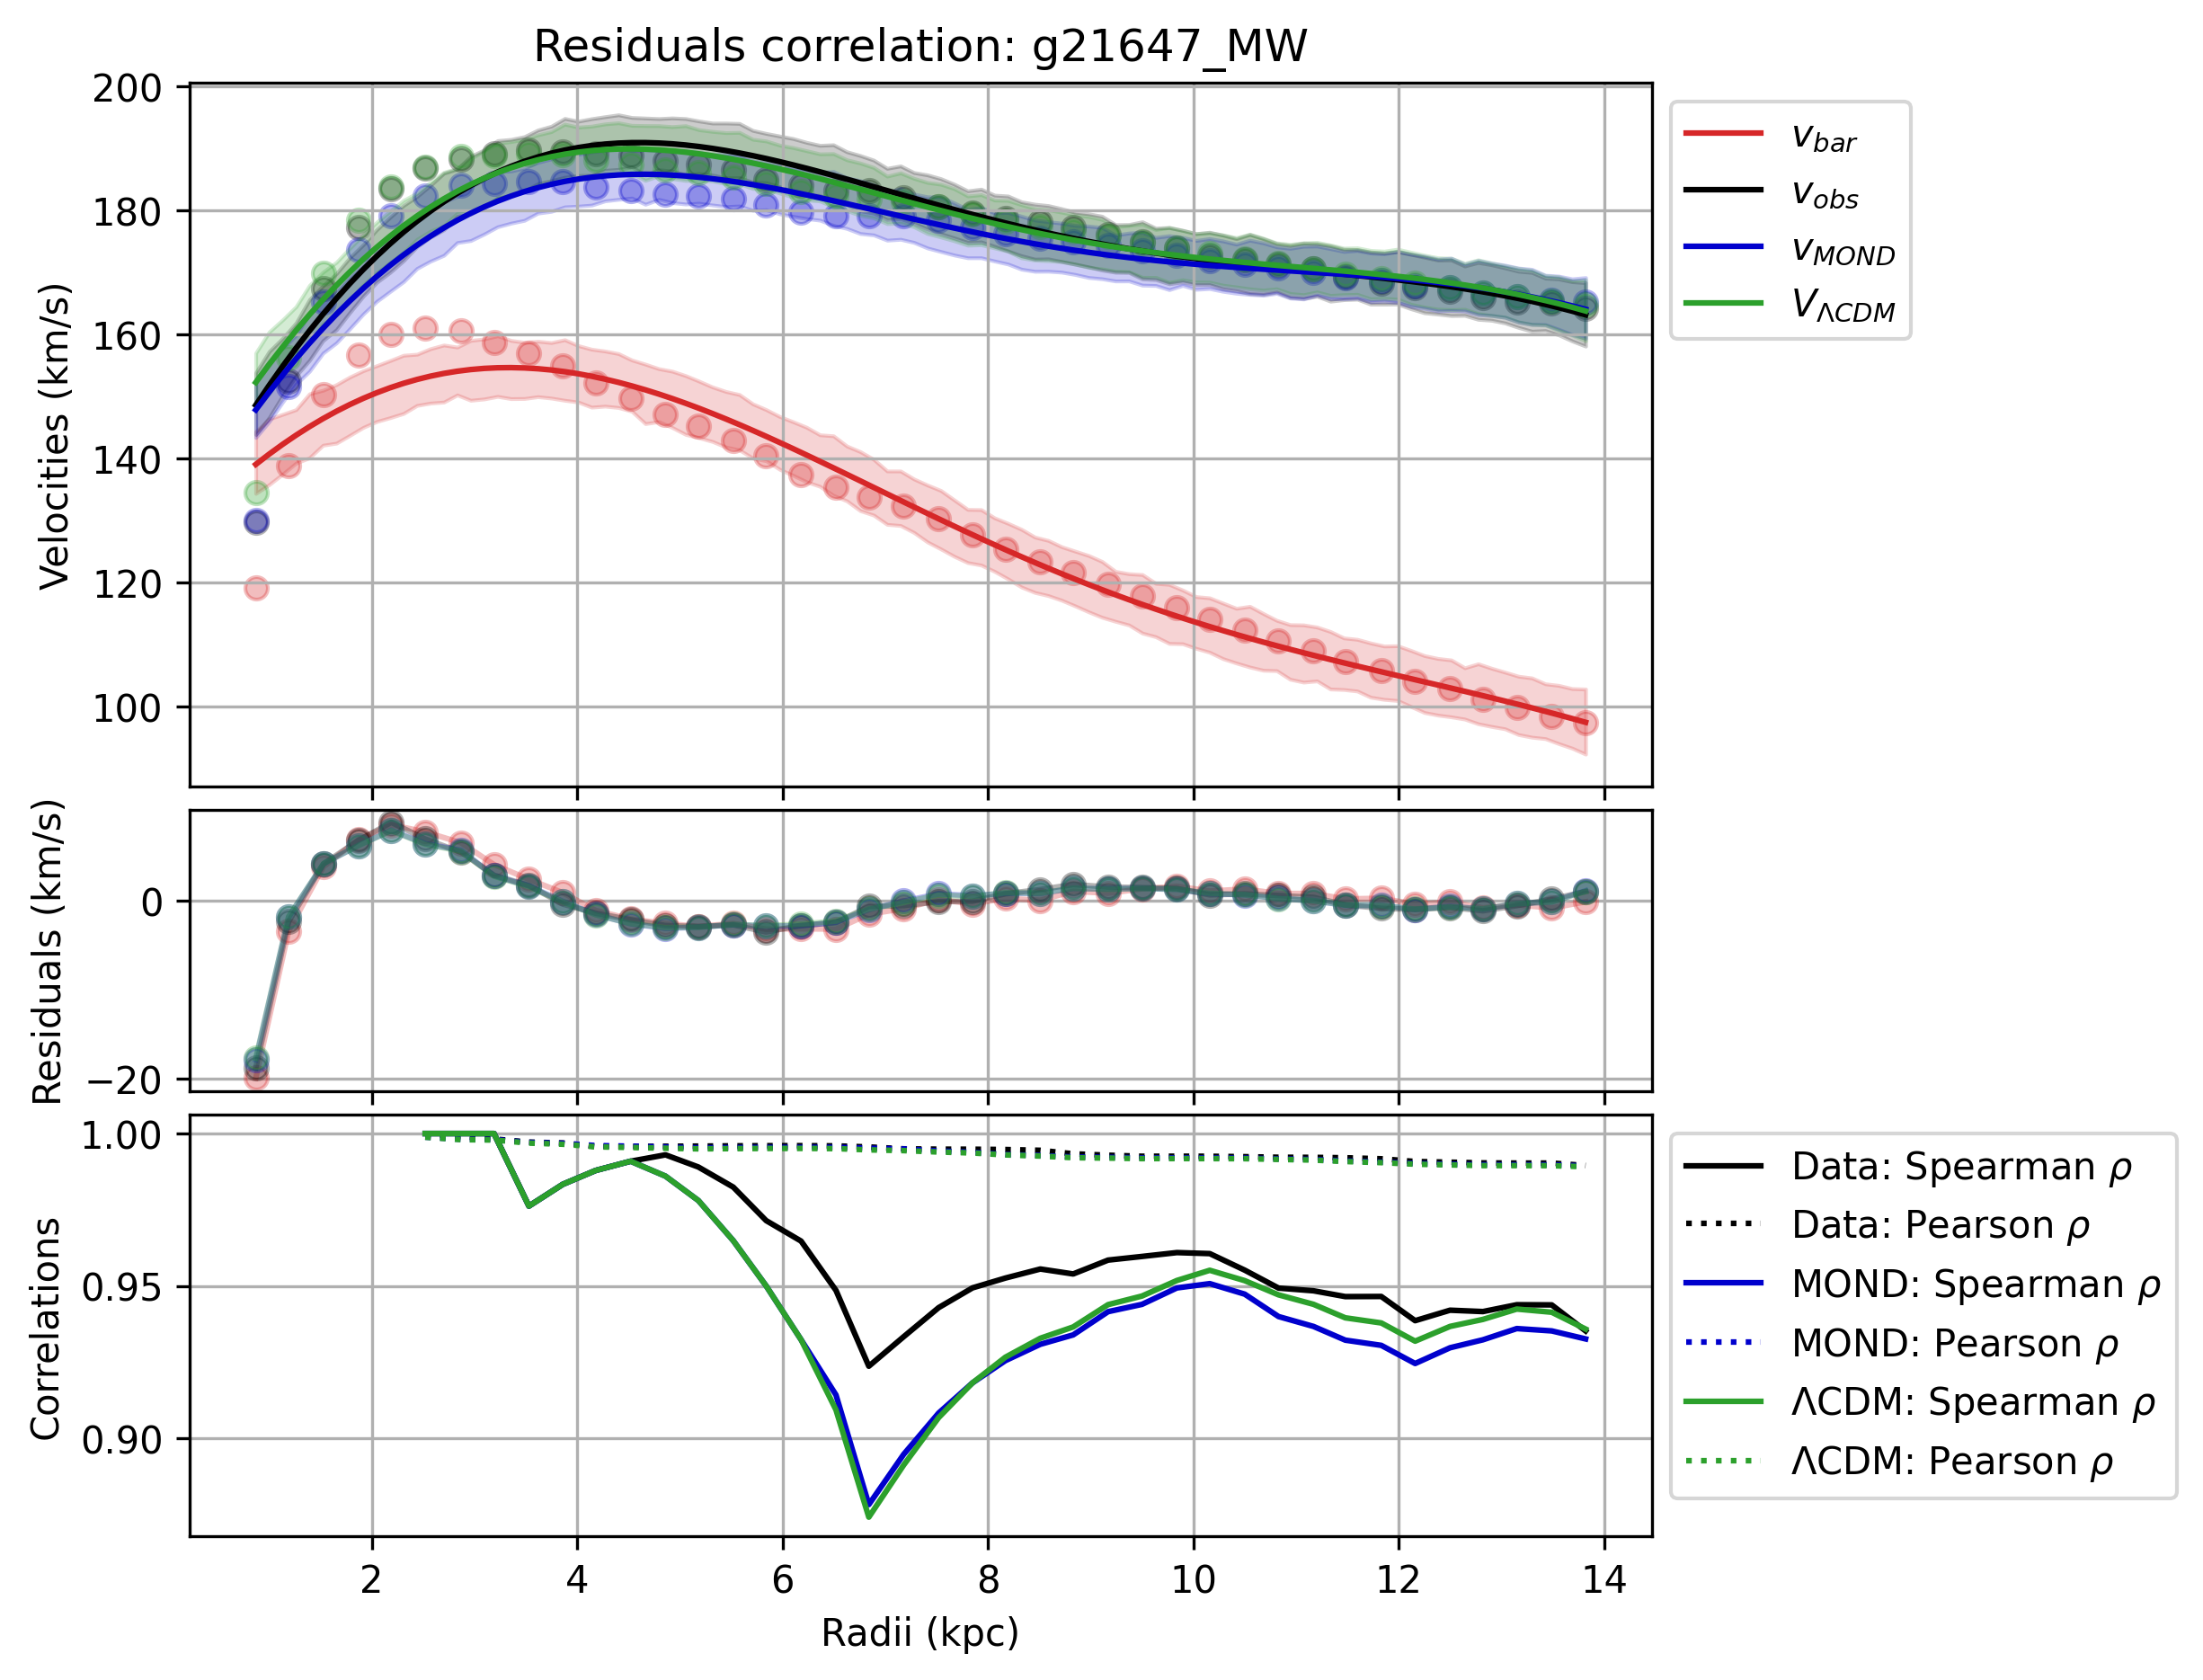 Residuals correlation: g21647_MW
200
180
160
140
120
100
Velocities (km/s)
v_bar
v_obs
v_MOND
V_ΛCDM
0
−20
Residuals (km/s)
1.00
0.95
0.90
Correlations
Data: Spearman ρ
Data: Pearson ρ
MOND: Spearman ρ
MOND: Pearson ρ
ΛCDM: Spearman ρ
ΛCDM: Pearson ρ
2 4 6 8 10 12 14
Radii (kpc)